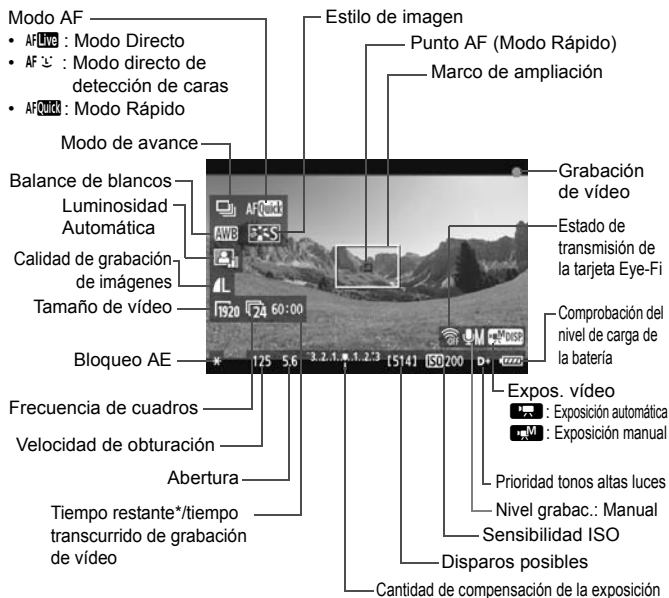 Modo AF
• AF Live : Modo Directo
• AF : Modo directo de
detección de caras
• AF Quick : Modo Rápido
Modo de avance
Balance de blancos
Luminosidad
Automática
Calidad de grabación
de imágenes
Tamaño de vídeo
Bloqueo AE
Frecuencia de cuadros
Velocidad de obturación
Abertura
Tiempo restante*/tiempo
transcurrido de grabación
de vídeo
Estilo de imagen
Punto AF (Modo Rápido)
Marco de ampliación
AF Quick
AWB
S
L
1920 24 60:00
OFF M M DISP.
* 125 5.6 3..2..1..0..1..2..3 [514] ISO 200 D+
Grabación
de vídeo
Estado de
transmisión de
la tarjeta Eye-Fi
Comprobación del
nivel de carga de
la batería
Expos. vídeo
: Exposición automática
M : Exposición manual
Prioridad tonos altas luces
Nivel grabac.: Manual
Sensibilidad ISO
Disparos posibles
Cantidad de compensación de la exposición